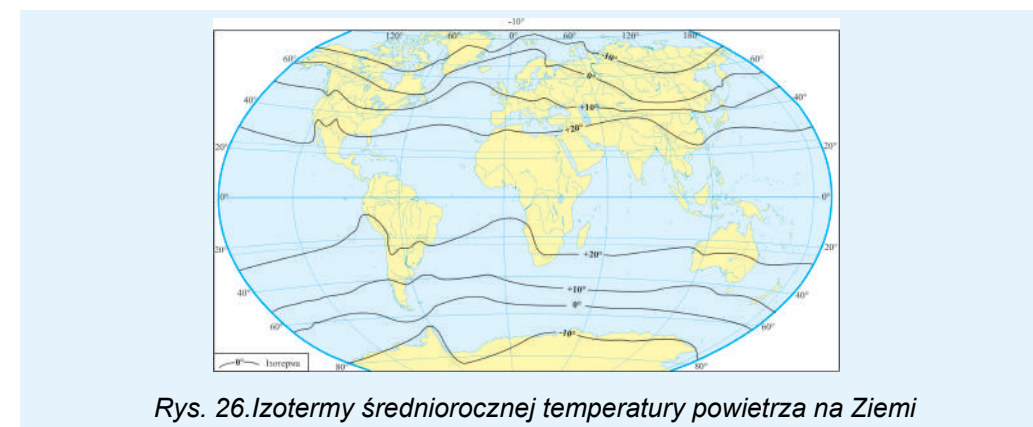 -10°
120° 60° 0° 60° 120° 180°
60° -10° 60°
0°
40° +10° 40°
+20°
20° 20°
0° 0°
20° +20° 20°
40° +10° 40°
0°
60° 60°
-10°
0° Ізотерми 80° 80°
Rys. 26.Izotermy średniorocznej temperatury powietrza na Ziemi